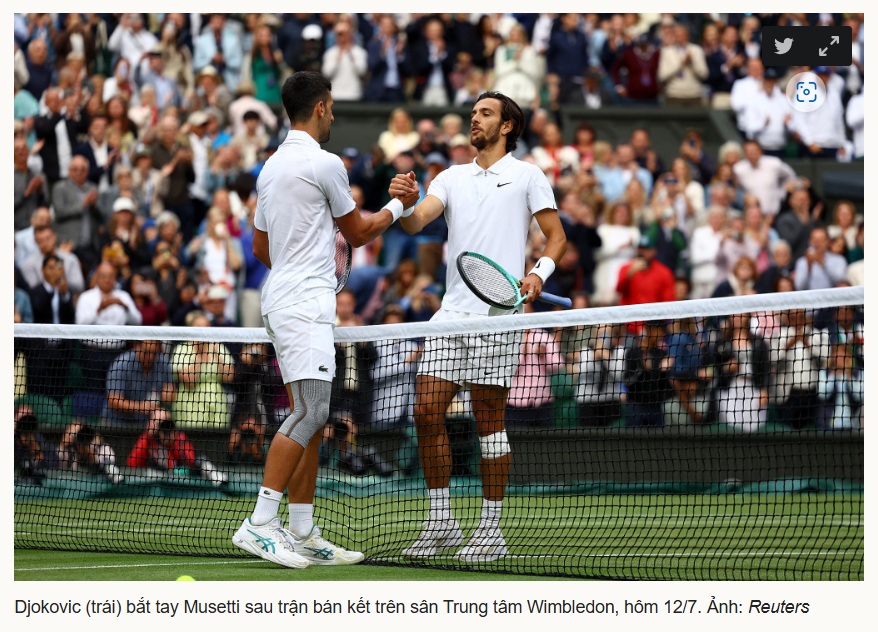 Djokovic (trái) bắt tay Musetti sau trận bán kết trên sân Trung tâm Wimbledon, hôm 12/7. Ảnh: Reuters